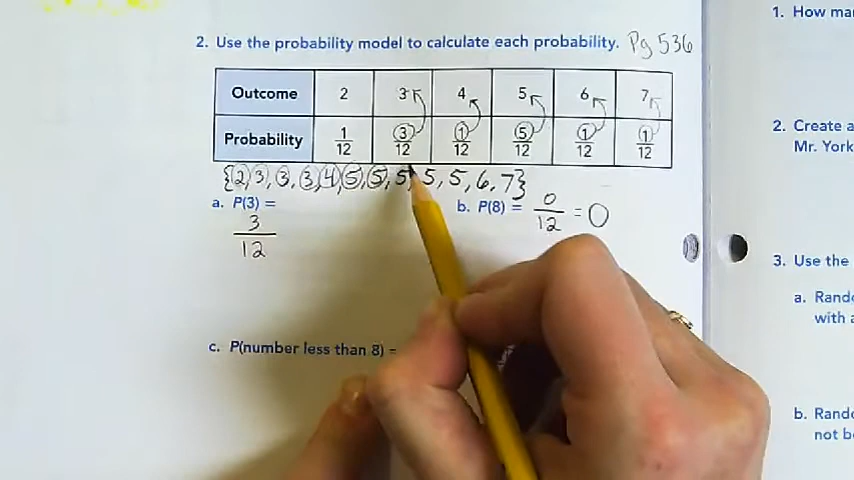 1. How
2. Use the probability model to calculate each probability. Pg 536
Outcome 2 3 4 5 6 7
Probability 1/12 3/12 1/12 5/12 1/12 1/12
{2, 3, 3, 3, 4, 5, 5, 5, 5, 5, 6, 7}
2. Create a
Mr. York
a. P(3) = 3/12
b. P(8) = 0/12 = 0
3. Use the
a.
with a
c. P(number less than 8) =
b.
not be